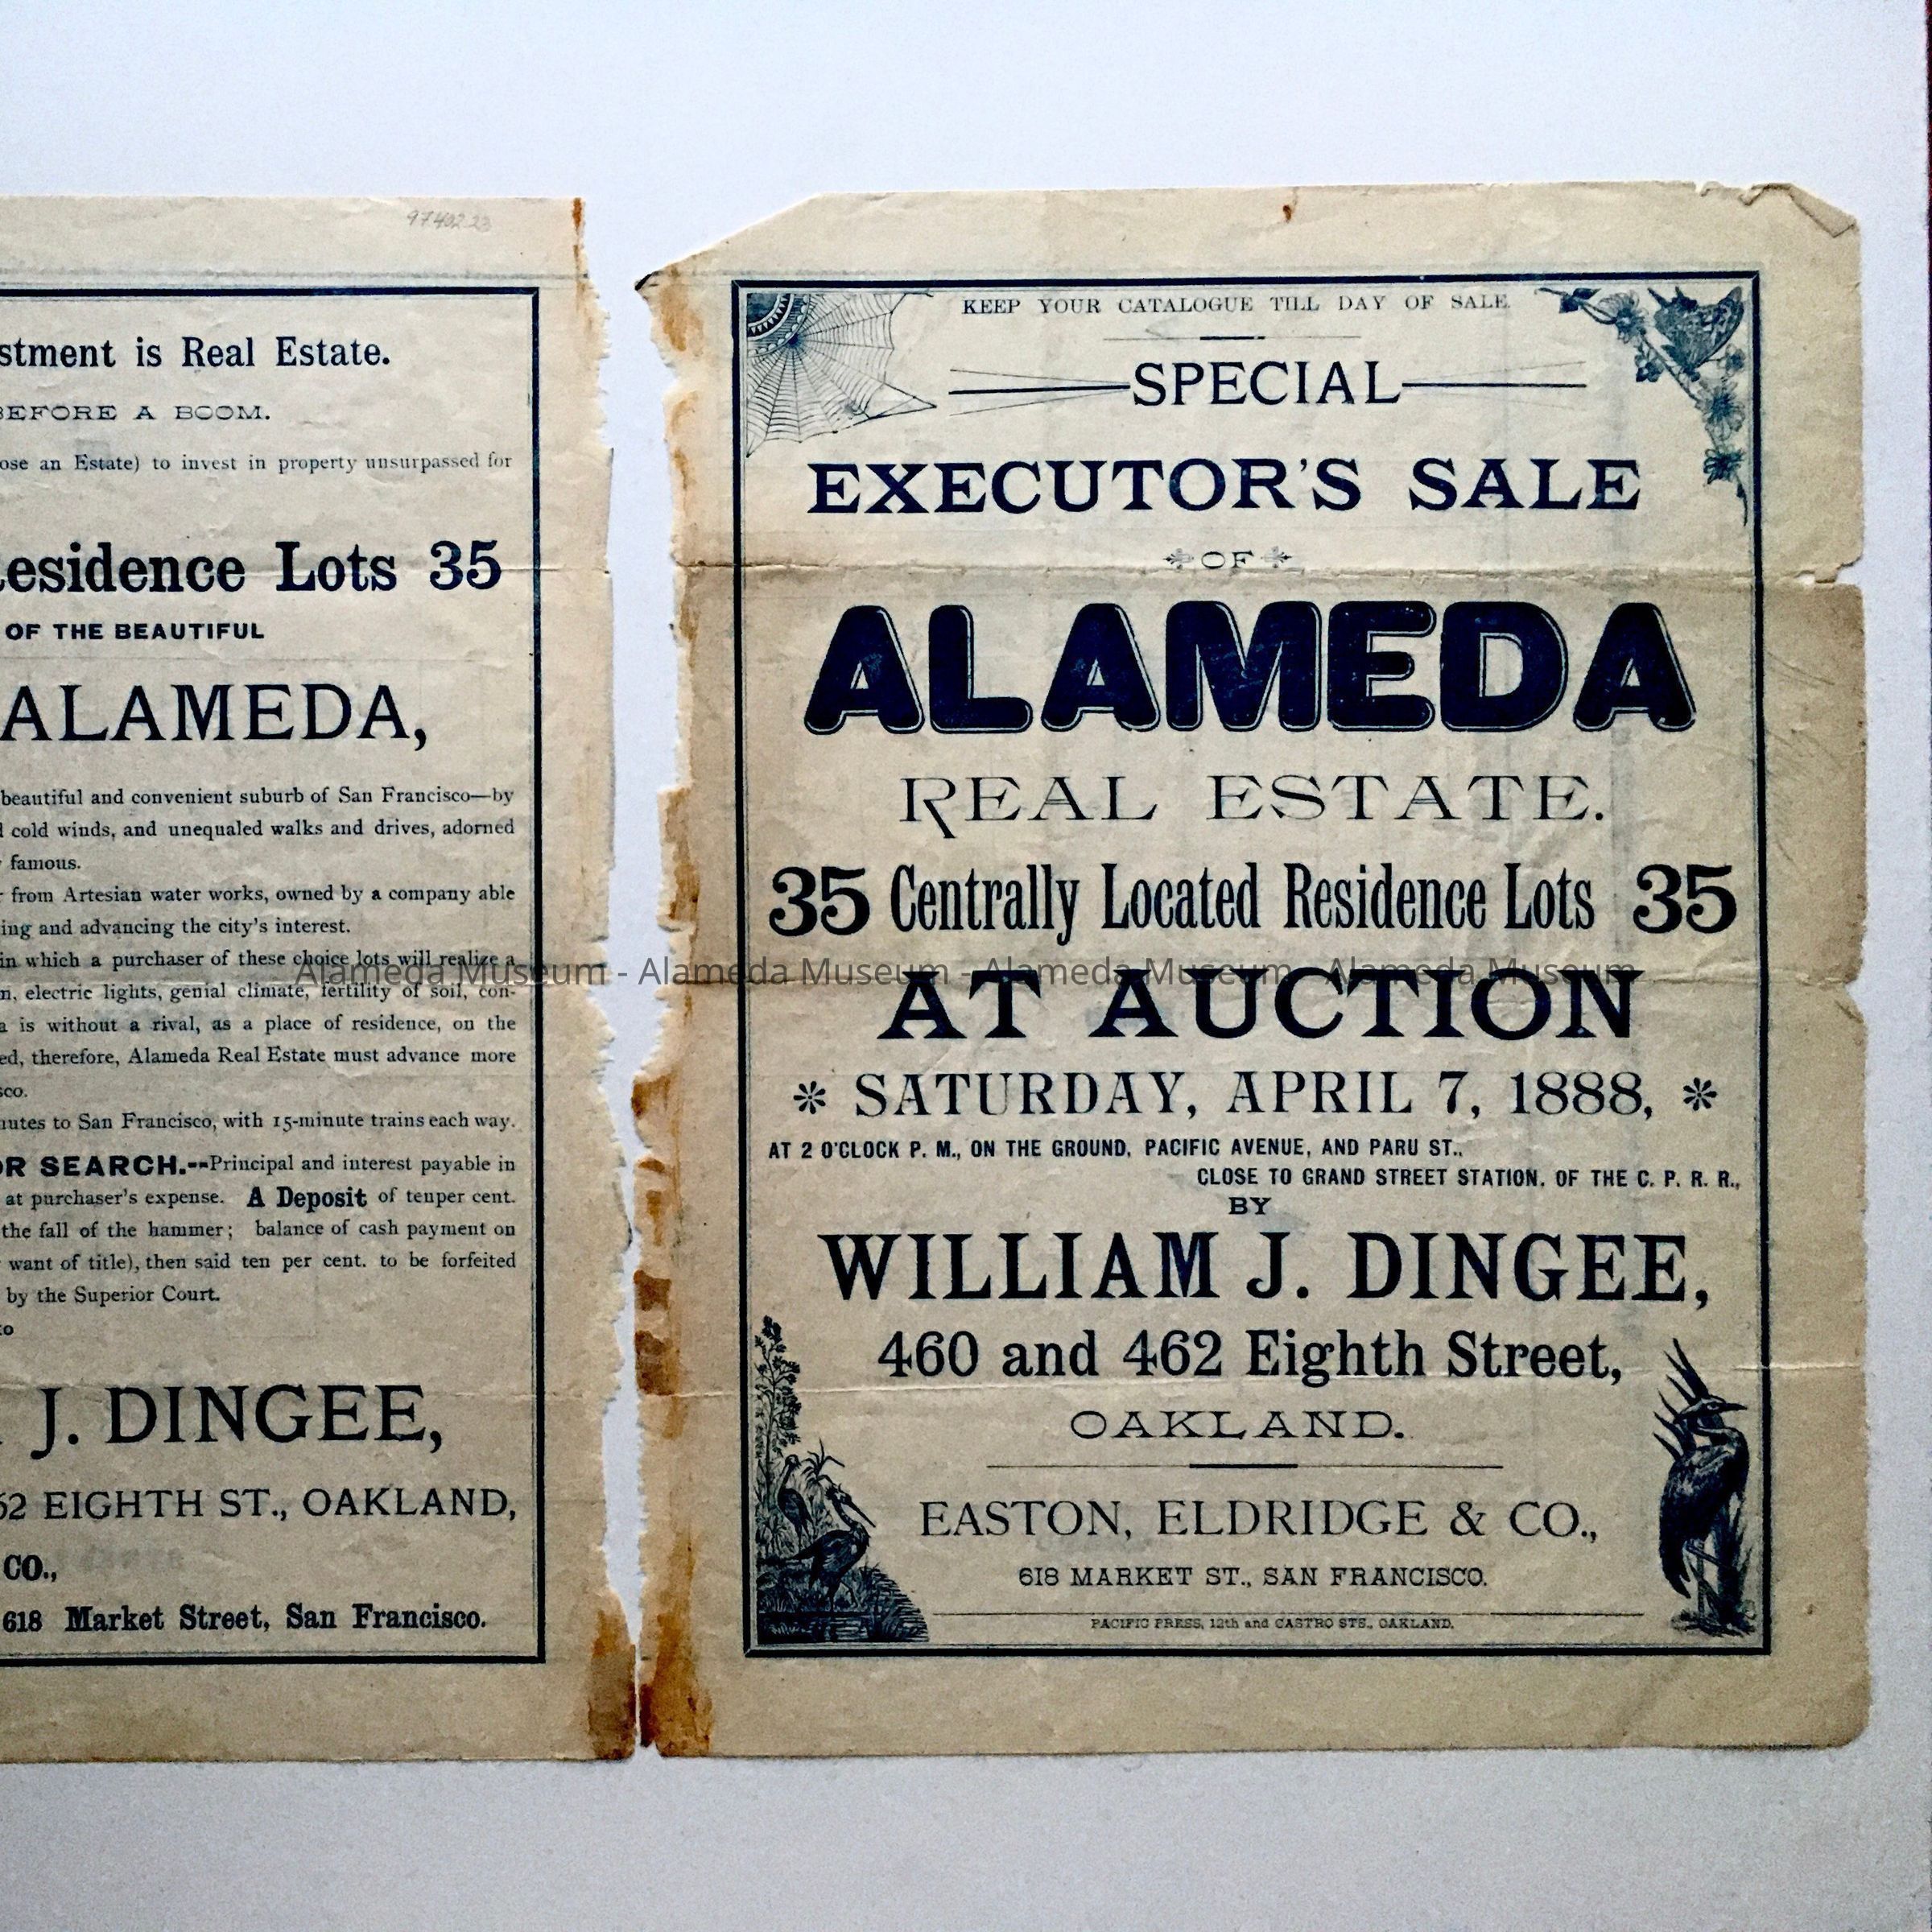 97402 23
stment is Real Estate.
BEFORE A BOOM.
ose an Estate) to invest in property unsurpassed for
esidence Lots 35
OF THE BEAUTIFUL
ALAMEDA,
beautiful and convenient suburb of San Francisco—by
cold winds, and unequaled walks and drives, adorned
famous.
from Artesian water works, owned by a company able
ing and advancing the city's interest.
in which a purchaser of these choice lots will realize a
n, electric lights, genial climate, fertility of soil, con-
a is without a rival, as a place of residence, on the
ed, therefore, Alameda Real Estate must advance more
sco.
nutes to San Francisco, with 15-minute trains each way.
OR SEARCH.--Principal and interest payable in
at purchaser's expense. A Deposit of tenper cent.
the fall of the hammer; balance of cash payment on
want of title), then said ten per cent. to be forfeited
by the Superior Court.
to
J. DINGEE,
62 EIGHTH ST., OAKLAND,
CO.,
618 Market Street, San Francisco.
KEEP YOUR CATALOGUE TILL DAY OF SALE.
SPECIAL
EXECUTOR'S SALE
OF
ALAMEDA
REAL ESTATE.
35 Centrally Located Residence Lots 35
AT AUCTION
SATURDAY, APRIL 7, 1888,
AT 2 O'CLOCK P. M., ON THE GROUND, PACIFIC AVENUE, AND PARU ST.,
CLOSE TO GRAND STREET STATION, OF THE C. P. R. R.,
BY
WILLIAM J. DINGEE,
460 and 462 Eighth Street,
OAKLAND.
EASTON, ELDRIDGE & CO.,
618 MARKET ST., SAN FRANCISCO.
PACIFIC PRESS, 12th and CASTRO STS., OAKLAND.
Alameda Museum - Alameda Museum - Alameda Museum - Alameda Museum